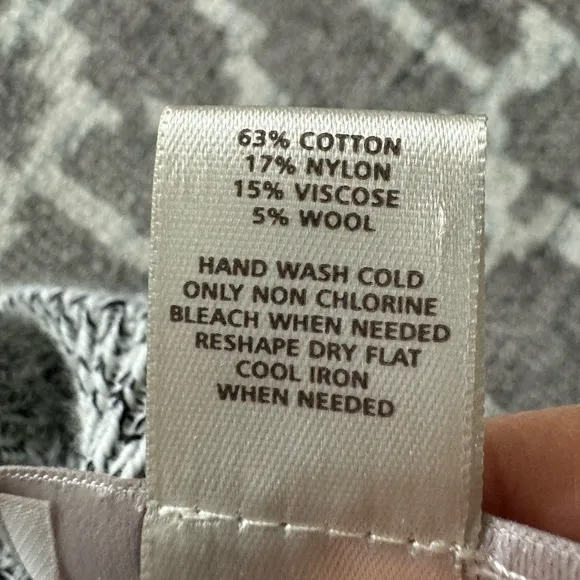 63% COTTON
17% NYLON
15% VISCOSE
5% WOOL
HAND WASH COLD
ONLY NON CHLORINE
BLEACH WHEN NEEDED
RESHAPE DRY FLAT
COOL IRON
WHEN NEEDED